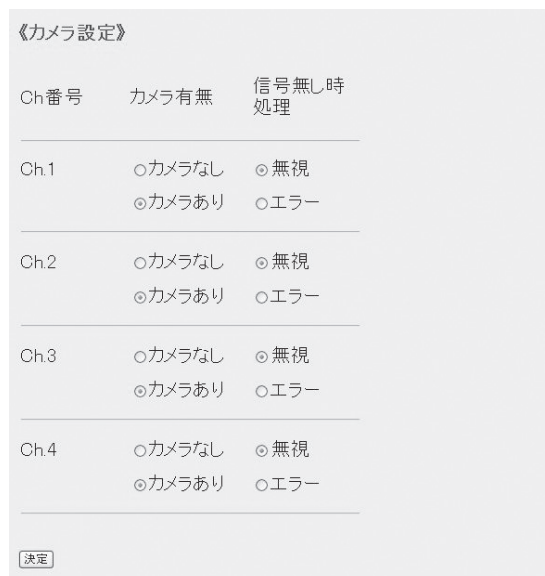 《カメラ設定》
Ch番号 カメラ有無 信号無し時
処理
Ch.1 ○カメラなし ◉無視
◉カメラあり ○エラー
Ch.2 ○カメラなし ◉無視
◉カメラあり ○エラー
Ch.3 ○カメラなし ◉無視
◉カメラあり ○エラー
Ch.4 ○カメラなし ◉無視
◉カメラあり ○エラー
決定